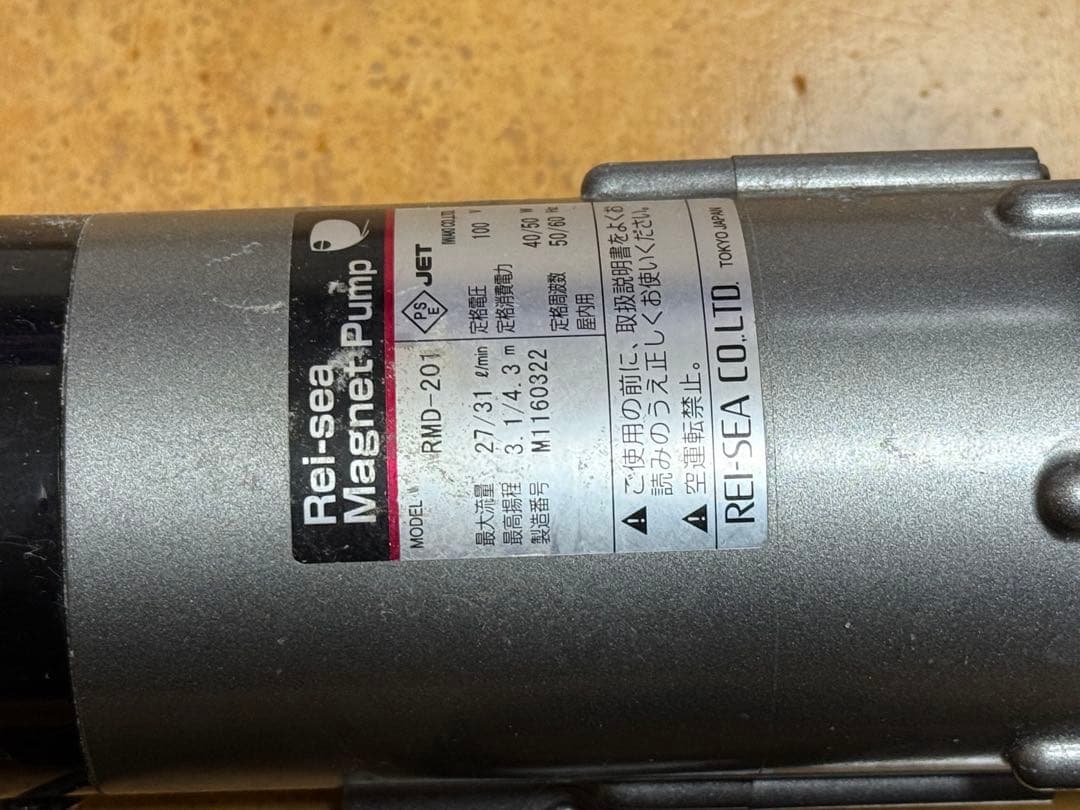 Rei-sea
Magnet Pump
MODEL RMD-201
最大流量 27/31 ℓ/min
最高揚程 3.1/4.3 m
製造番号 M1160322
PS
E
JET
IWAKI CO.,LTD.
定格電圧 100 V
定格消費電力 40/50 W
定格周波数 50/60 Hz
屋内用
ご使用の前に、取扱説明書をよくお
読みのうえ正しくお使いください。
空運転禁止。
REI-SEA CO.,LTD. TOKYO JAPAN